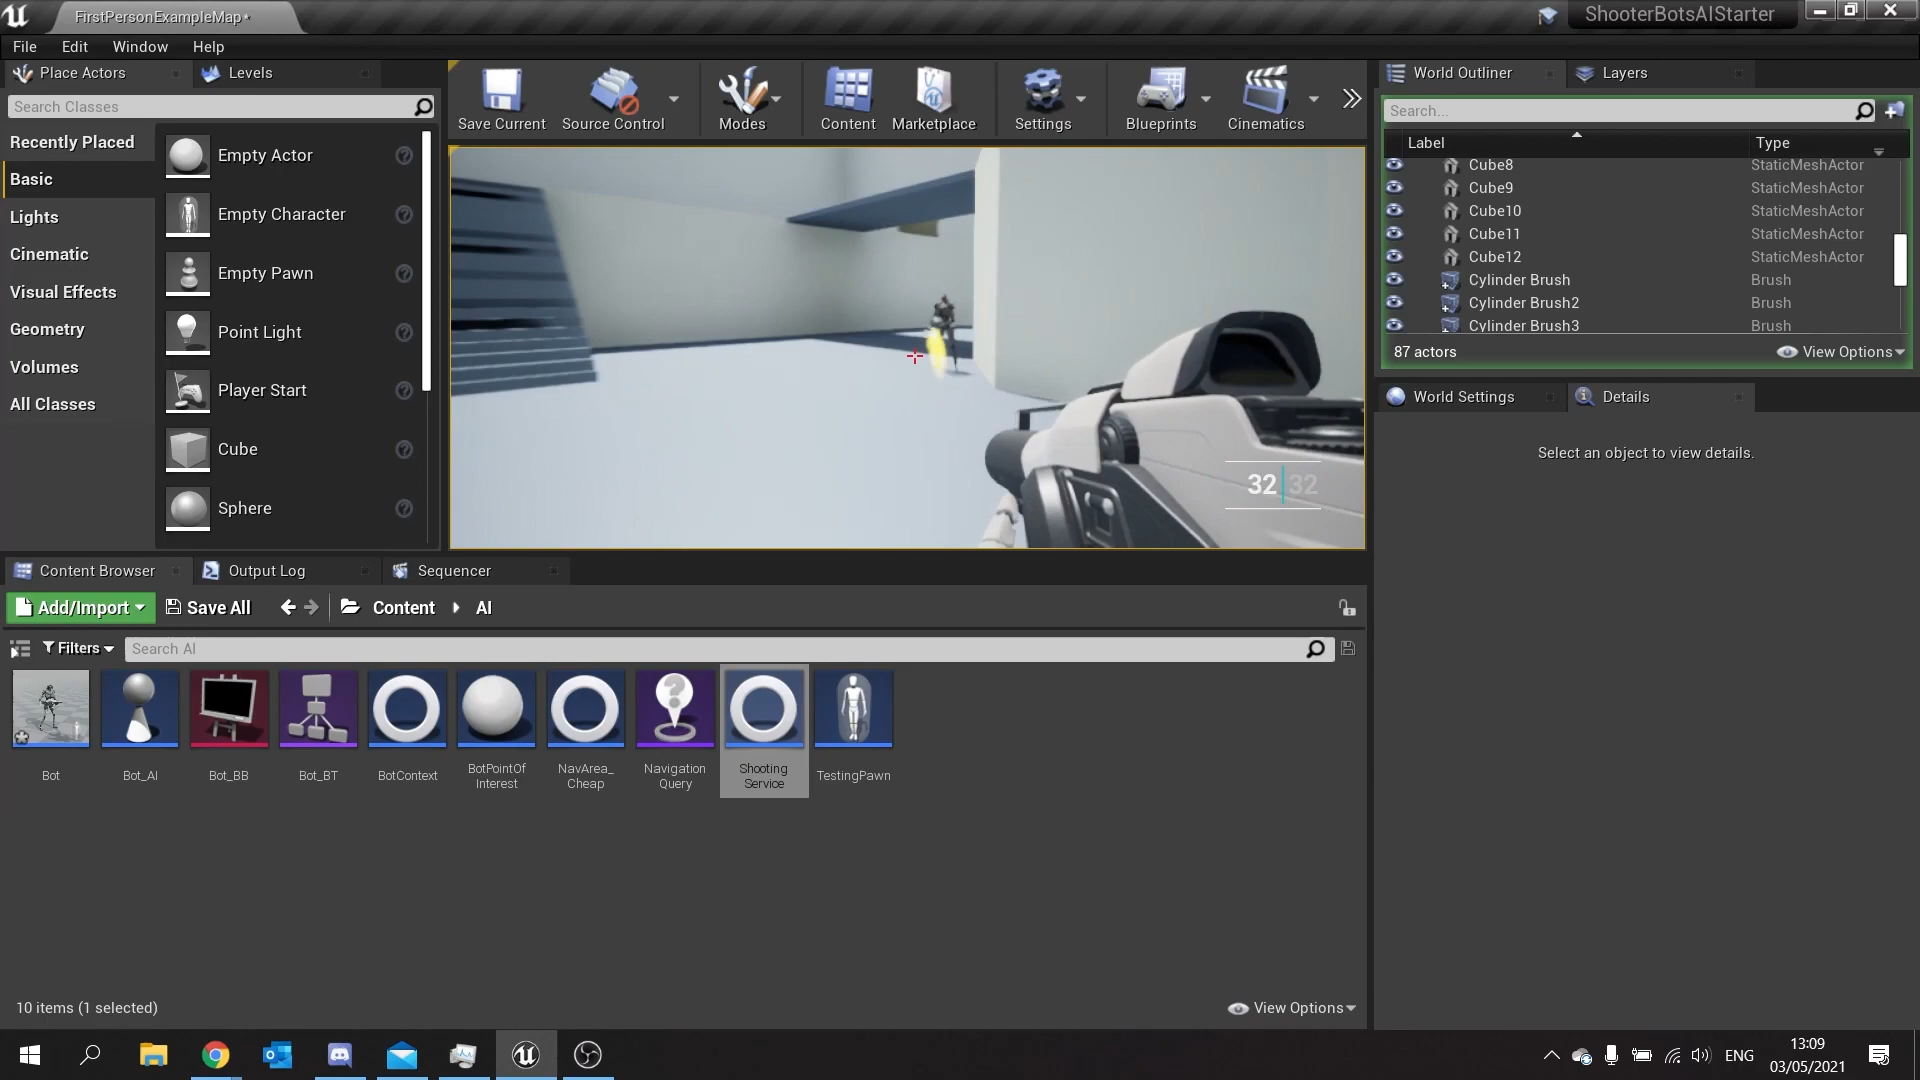 FirstPersonExampleMap*
ShooterBotsAIStarter
File Edit Window Help
Place Actors
Levels
Search Classes
Recently Placed
Basic
Lights
Cinematic
Visual Effects
Geometry
Volumes
All Classes
Empty Actor
Empty Character
Empty Pawn
Point Light
Player Start
Cube
Sphere
Save Current
Source Control
Modes
Content
Marketplace
Settings
Blueprints
Cinematics
32 32
World Outliner
Layers
Search...
Label Type
Cube8 StaticMeshActor
Cube9 StaticMeshActor
Cube10 StaticMeshActor
Cube11 StaticMeshActor
Cube12 StaticMeshActor
Cylinder Brush Brush
Cylinder Brush2 Brush
Cylinder Brush3 Brush
87 actors
View Options
World Settings
Details
Select an object to view details.
Content Browser
Output Log
Sequencer
Add/Import
Save All
Content
AI
Filters
Search AI
Bot
Bot_AI
Bot_BB
Bot_BT
BotContext
BotPointOf
Interest
NavArea_
Cheap
Navigation
Query
Shooting
Service
TestingPawn
10 items (1 selected)
View Options
ENG
13:09
03/05/2021